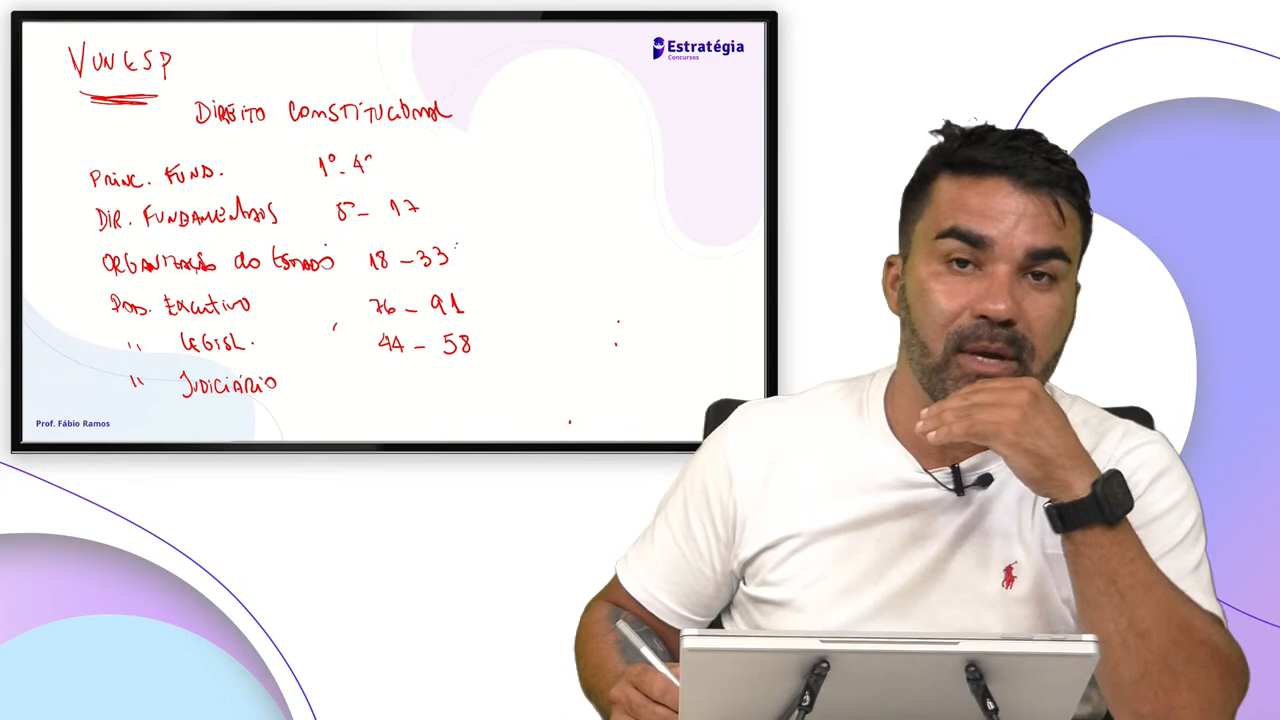 VUNESP
Estratégia
Concursos
DIREITO CONSTITUCIONAL
PRINC. FUND. 1º - 4º
DIR. FUNDAMENTAIS 5º - 17
ORGANIZAÇÃO do ESTADO 18 - 33
POD. EXECUTIVO 76 - 91
" LEGISL. 44 - 58
" JUDICIÁRIO
Prof. Fábio Ramos